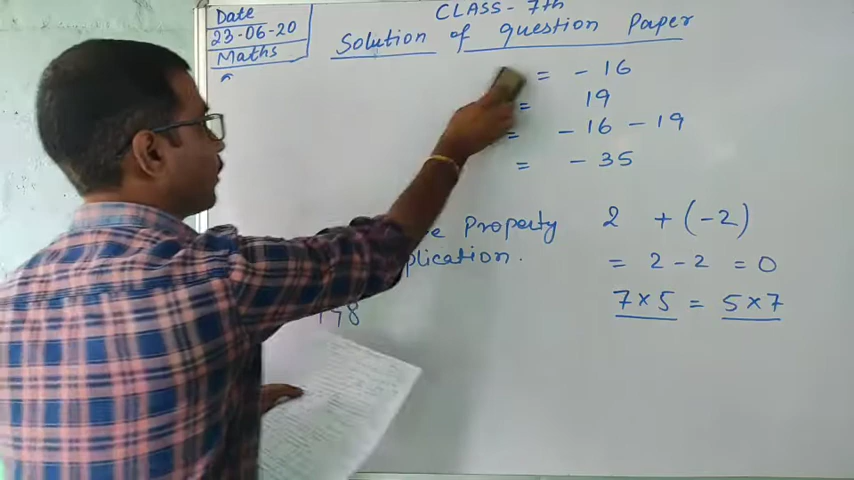 Date
23-06-20
Maths
CLASS - 7th
Solution of question Paper
= - 16
= 19
= - 16 - 19
= - 35
Property
2 + (-2)
= 2 - 2 = 0
7 × 5 = 5 × 7